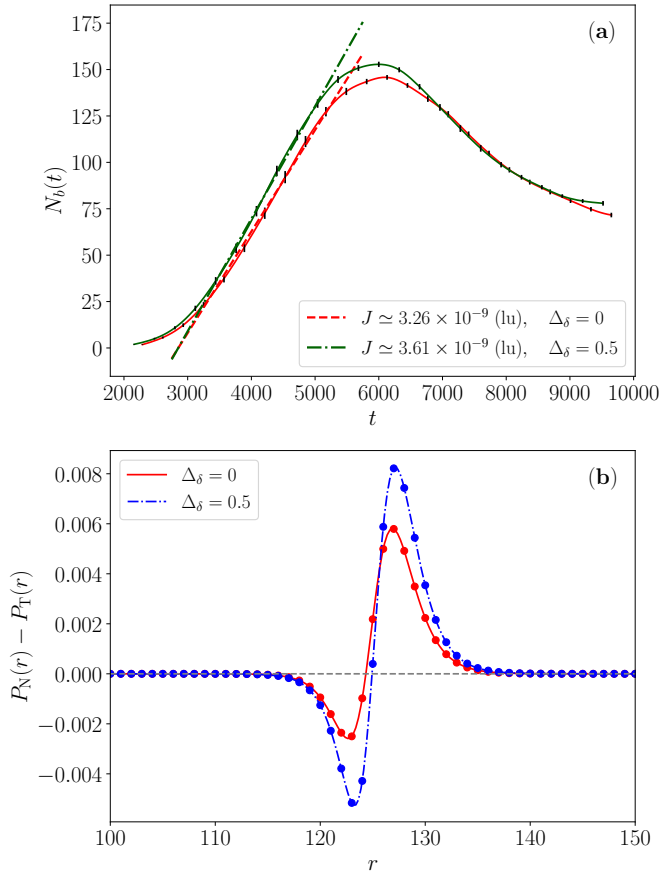 (a)
N_b(t)
175
150
125
100
75
50
25
0
J ≃ 3.26 × 10⁻⁹ (lu), Δ_δ = 0
J ≃ 3.61 × 10⁻⁹ (lu), Δ_δ = 0.5
2000 3000 4000 5000 6000 7000 8000 9000 10000
t
(b)
Δ_δ = 0
Δ_δ = 0.5
P_N(r) − P_T(r)
0.008
0.006
0.004
0.002
0.000
−0.002
−0.004
100 110 120 130 140 150
r